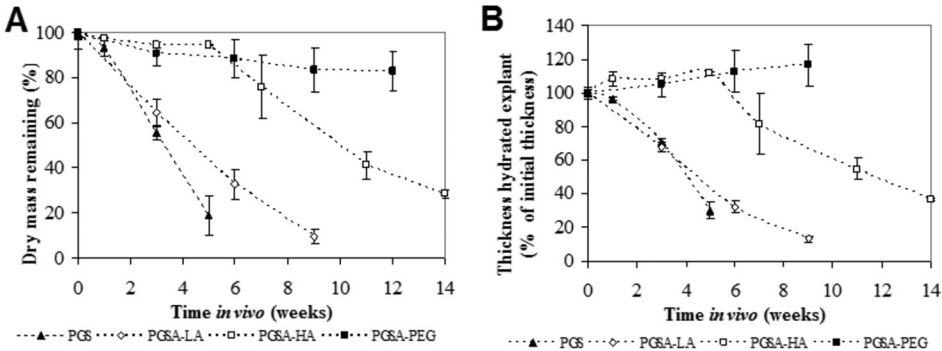 A
Dry mass remaining (%)
100
80
60
40
20
0
0 2 4 6 8 10 12 14
Time in vivo (weeks)
PGS PGSA-LA PGSA-HA PGSA-PEG
B
Thickness hydrated explant
(% of initial thickness)
140
120
100
80
60
40
20
0
0 2 4 6 8 10 12 14
Time in vivo (weeks)
PGS PGSA-LA PGSA-HA PGSA-PEG